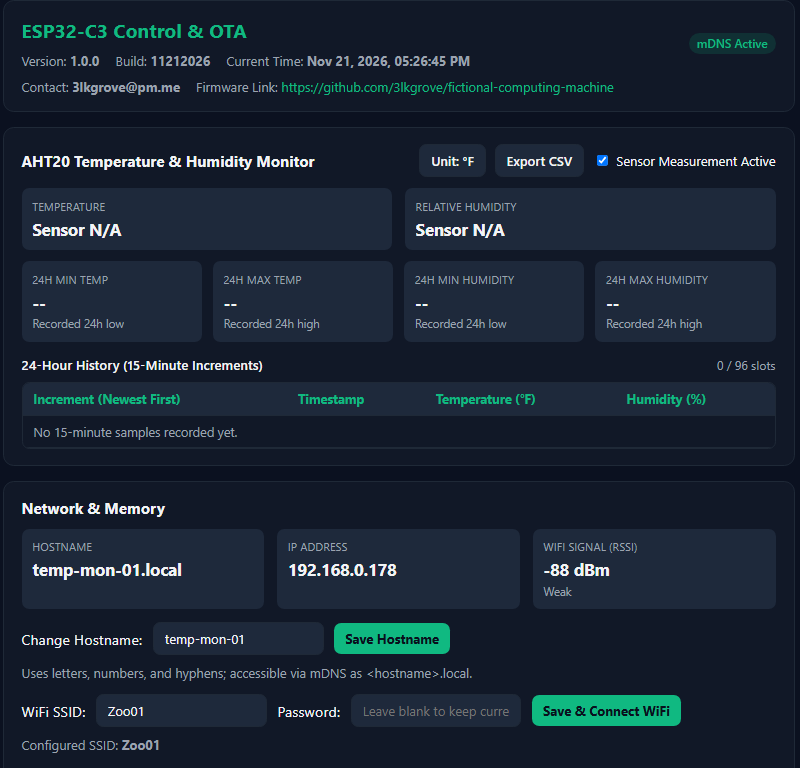 ESP32-C3 Control & OTA
mDNS Active
Version: 1.0.0 Build: 11212026 Current Time: Nov 21, 2026, 05:26:45 PM
Contact: 3lkgrove@pm.me Firmware Link: https://github.com/3lkgrove/fictional-computing-machine
AHT20 Temperature & Humidity Monitor
Unit: °F
Export CSV
Sensor Measurement Active
TEMPERATURE
Sensor N/A
RELATIVE HUMIDITY
Sensor N/A
24H MIN TEMP
--
Recorded 24h low
24H MAX TEMP
--
Recorded 24h high
24H MIN HUMIDITY
--
Recorded 24h low
24H MAX HUMIDITY
--
Recorded 24h high
24-Hour History (15-Minute Increments)
0 / 96 slots
Increment (Newest First) Timestamp Temperature (°F) Humidity (%)
No 15-minute samples recorded yet.
Network & Memory
HOSTNAME
temp-mon-01.local
IP ADDRESS
192.168.0.178
WIFI SIGNAL (RSSI)
-88 dBm
Weak
Change Hostname: temp-mon-01 Save Hostname
Uses letters, numbers, and hyphens; accessible via mDNS as <hostname>.local.
WiFi SSID: Zoo01 Password: Leave blank to keep curre Save & Connect WiFi
Configured SSID: Zoo01